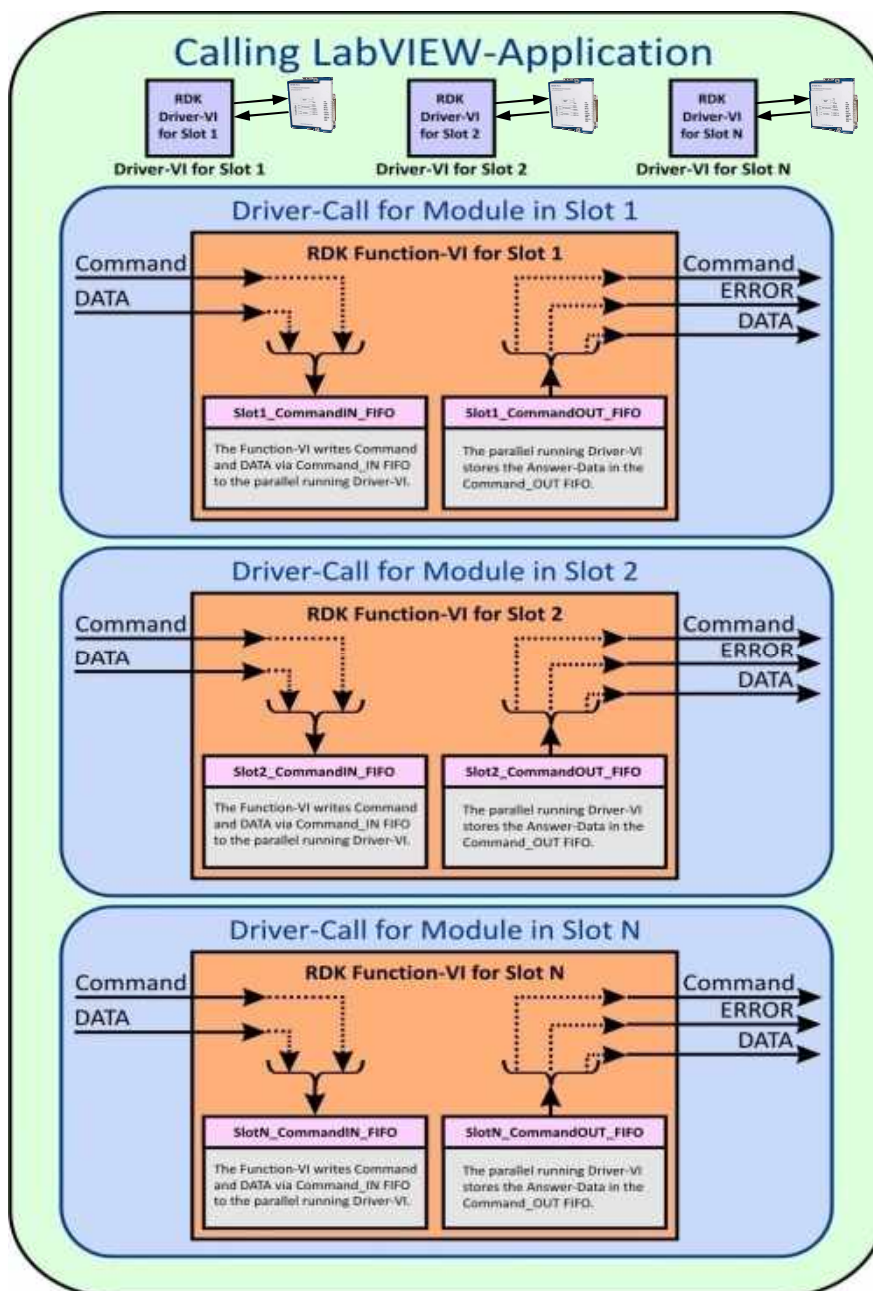 Calling LabVIEW-Application
RDK
Driver-VI
for Slot 1
Driver-VI for Slot 1
RDK
Driver-VI
for Slot 2
Driver-VI for Slot 2
RDK
Driver-VI
for Slot N
Driver-VI for Slot N
Driver-Call for Module in Slot 1
RDK Function-VI for Slot 1
Command
DATA
Command
ERROR
DATA
Slot1_CommandIN_FIFO
The Function-VI writes Command
and DATA via Command_IN FIFO
to the parallel running Driver-VI.
Slot1_CommandOUT_FIFO
The parallel running Driver-VI
stores the Answer-Data in the
Command_OUT FIFO.
Driver-Call for Module in Slot 2
RDK Function-VI for Slot 2
Command
DATA
Command
ERROR
DATA
Slot2_CommandIN_FIFO
The Function-VI writes Command
and DATA via Command_IN FIFO
to the parallel running Driver-VI.
Slot2_CommandOUT_FIFO
The parallel running Driver-VI
stores the Answer-Data in the
Command_OUT FIFO.
Driver-Call for Module in Slot N
RDK Function-VI for Slot N
Command
DATA
Command
ERROR
DATA
SlotN_CommandIN_FIFO
The Function-VI writes Command
and DATA via Command_IN FIFO
to the parallel running Driver-VI.
SlotN_CommandOUT_FIFO
The parallel running Driver-VI
stores the Answer-Data in the
Command_OUT FIFO.